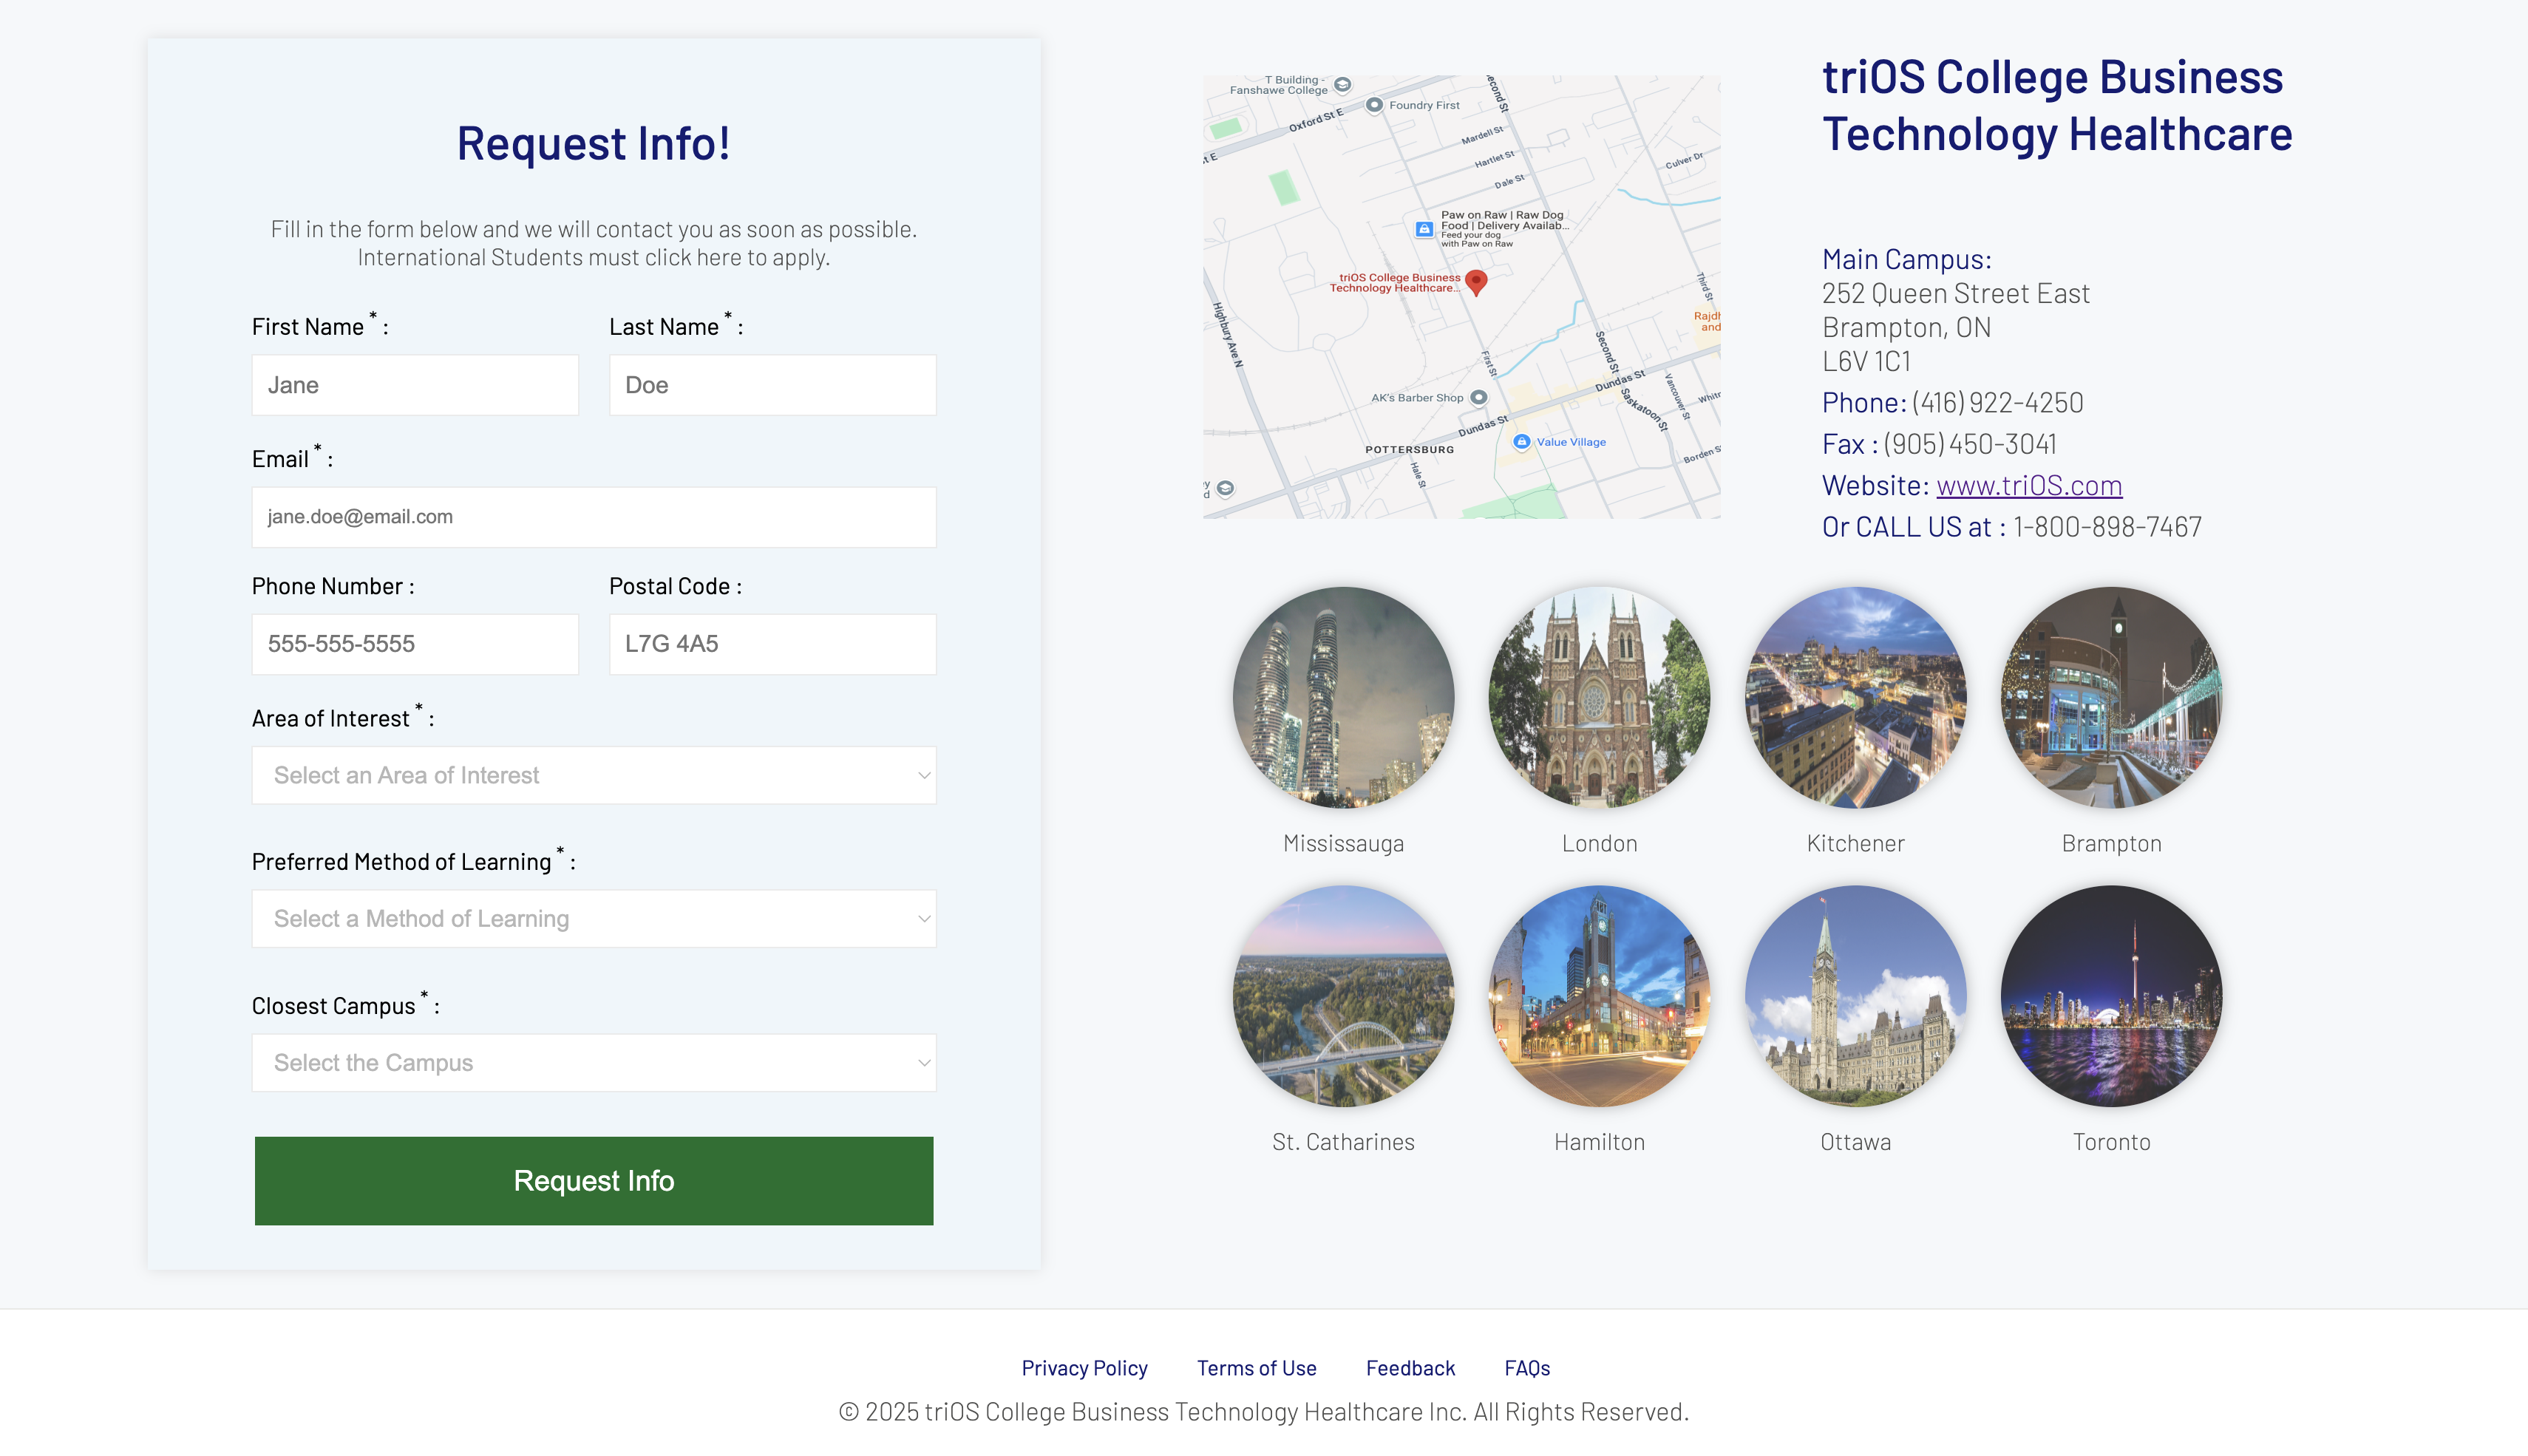 Request Info!
Fill in the form below and we will contact you as soon as possible.
International Students must click here to apply.
First Name * :
Last Name * :
Jane
Doe
Email * :
jane.doe@email.com
Phone Number :
Postal Code :
555-555-5555
L7G 4A5
Area of Interest * :
Select an Area of Interest
Preferred Method of Learning * :
Select a Method of Learning
Closest Campus * :
Select the Campus
Request Info
T Building -
Fanshawe College
Foundry First
Oxford St E
Second St
Mardell St
Hartlet St
Dale St
Culver Dr
Paw on Raw | Raw Dog
Food | Delivery Availab...
Feed your dog
with Paw on Raw
triOS College Business
Technology Healthcare...
Highbury Ave N
Third St
First St
Second St
Dundas St
AK's Barber Shop
Saskatoon St
Vancouver St
Dundas St
Value Village
POTTERSBURG
Hale St
Borden S
triOS College Business
Technology Healthcare
Main Campus:
252 Queen Street East
Brampton, ON
L6V 1C1
Phone: (416) 922-4250
Fax : (905) 450-3041
Website: www.triOS.com
Or CALL US at : 1-800-898-7467
Mississauga
London
Kitchener
Brampton
St. Catharines
Hamilton
Ottawa
Toronto
Privacy Policy
Terms of Use
Feedback
FAQs
© 2025 triOS College Business Technology Healthcare Inc. All Rights Reserved.